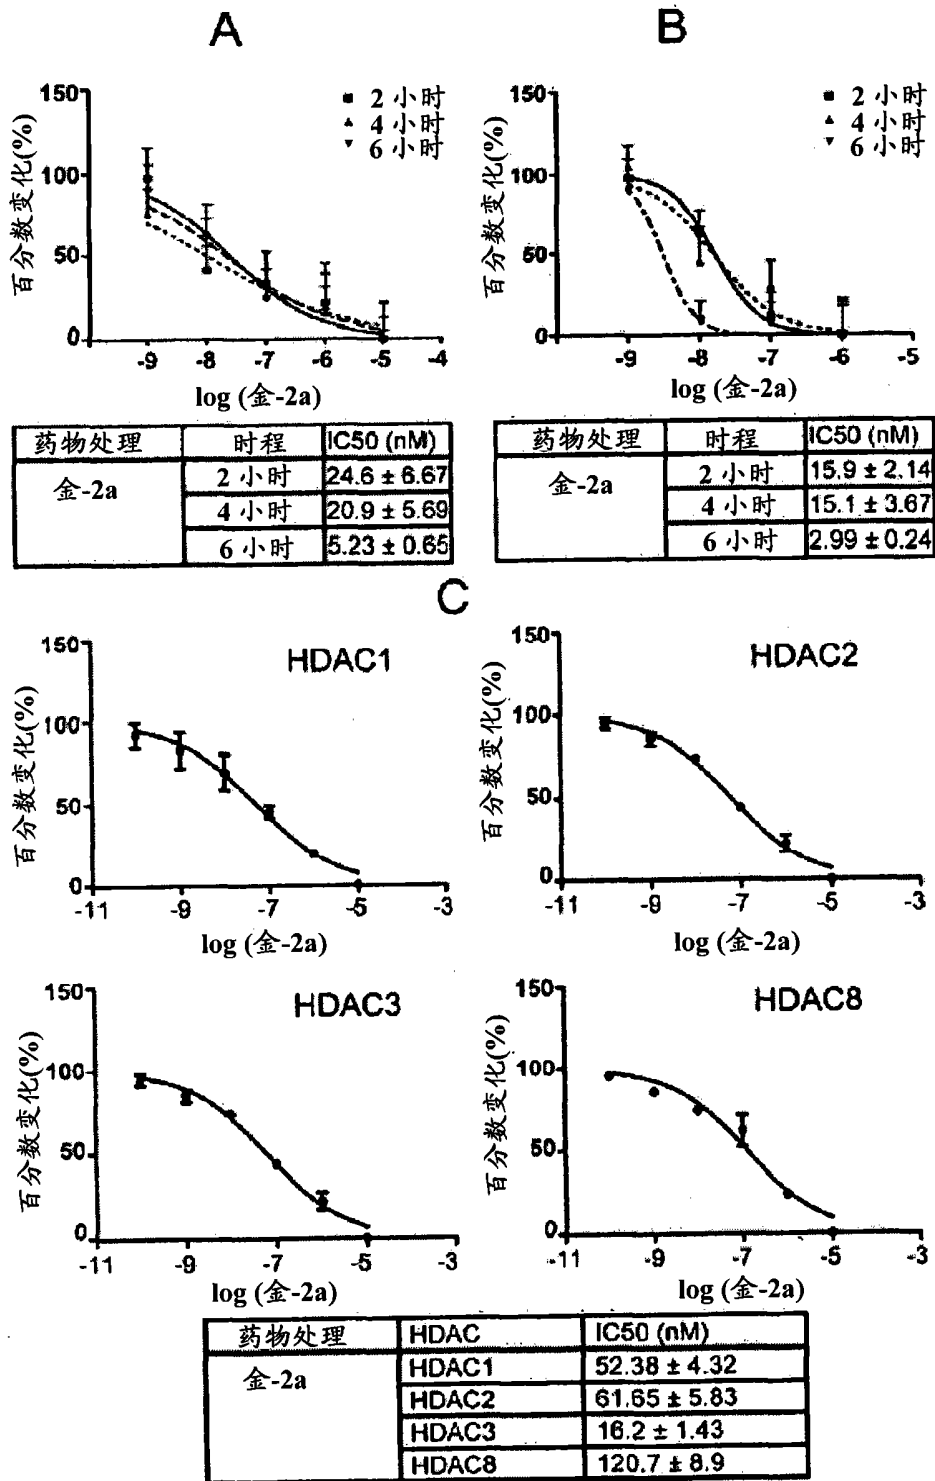 A
B
150
100
50
0
百分数变化(%)
2 小时
4 小时
6 小时
-9
-8
-7
-6
-5
-4
log (金-2a)
150
100
50
0
百分数变化(%)
2 小时
4 小时
6 小时
-9
-8
-7
-6
-5
log (金-2a)
药物处理 时程 IC50 (nM)
金-2a 2 小时 24.6 ± 6.67
4 小时 20.9 ± 5.69
6 小时 5.23 ± 0.65
药物处理 时程 IC50 (nM)
金-2a 2 小时 15.9 ± 2.14
4 小时 15.1 ± 3.67
6 小时 2.99 ± 0.24
C
HDAC1
150
100
50
0
百分数变化(%)
-11
-9
-7
-5
-3
log (金-2a)
HDAC2
150
100
50
0
百分数变化(%)
-11
-9
-7
-5
-3
log (金-2a)
HDAC3
150
100
50
0
百分数变化(%)
-11
-9
-7
-5
-3
log (金-2a)
HDAC8
150
100
50
0
百分数变化(%)
-11
-9
-7
-5
-3
log (金-2a)
药物处理 HDAC IC50 (nM)
金-2a HDAC1 52.38 ± 4.32
HDAC2 61.65 ± 5.83
HDAC3 16.2 ± 1.43
HDAC8 120.7 ± 8.9